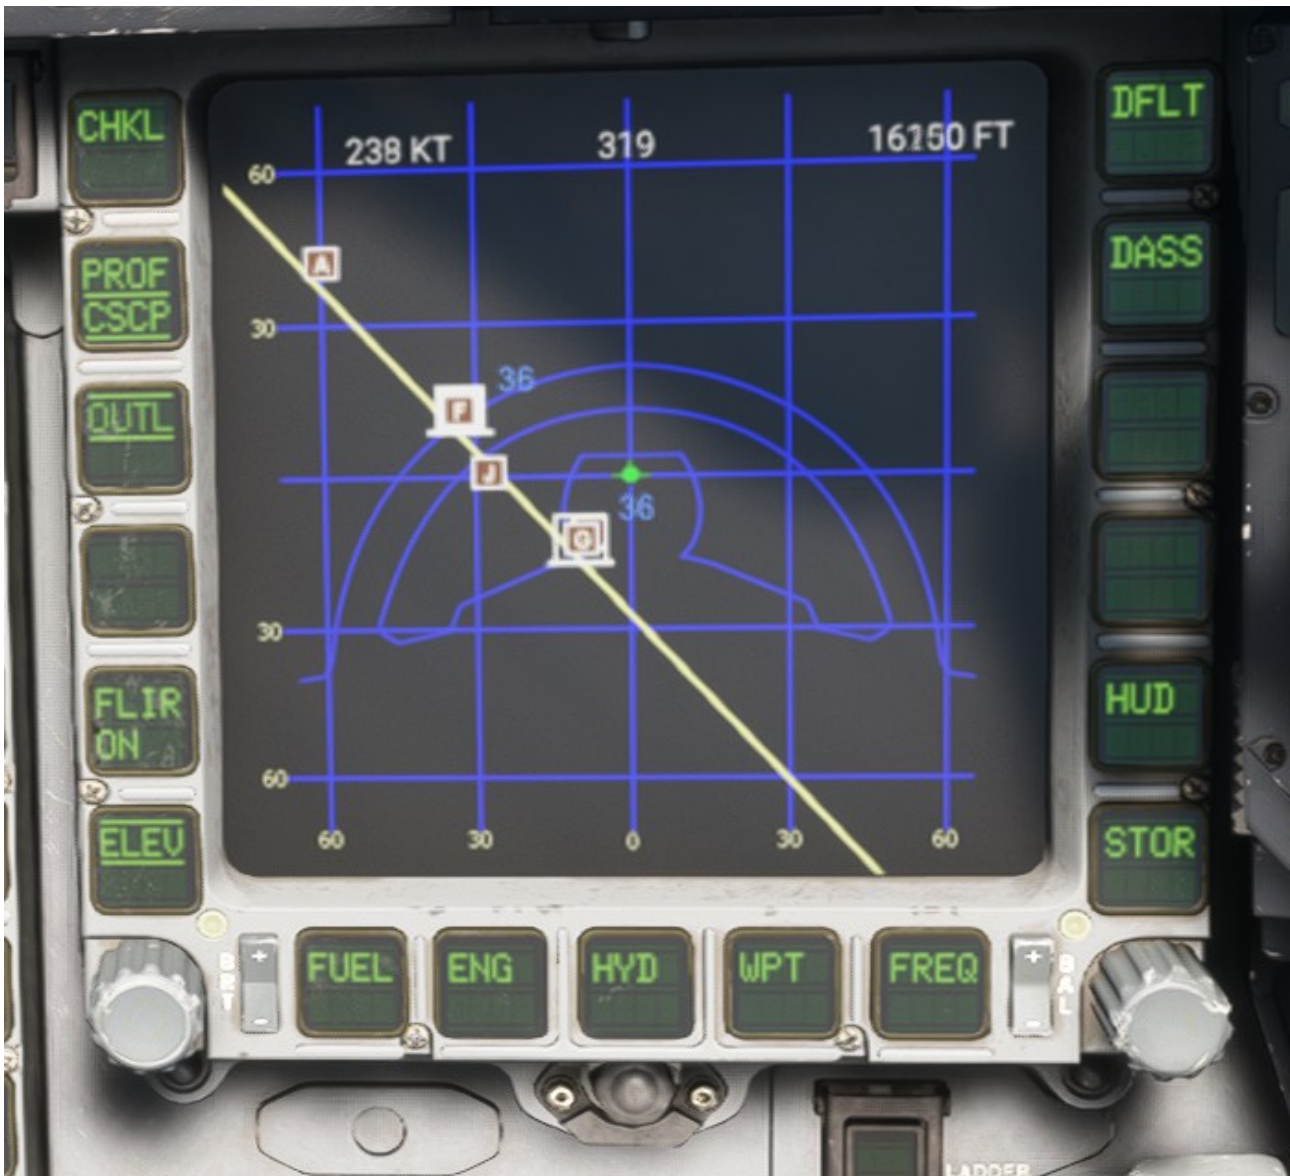 CHKL
PROF
CSCP
OUTL
FLIR
ON
ELEV
238 KT
319
16150 FT
60
30
30
60
A
F
36
J
36
60
30
0
30
60
DFLT
DASS
HUD
STOR
BRT
+
-
FUEL
ENG
HYD
WPT
FREQ
+
-
BAL
LADDER